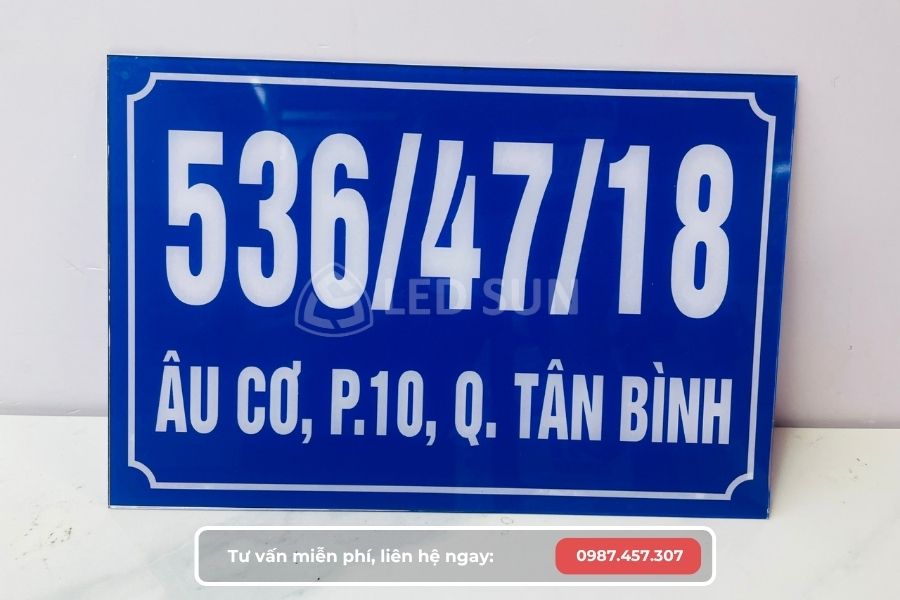 536/47/18
LED SUN
ÂU CƠ, P.10, Q. TÂN BÌNH
Tư vấn miễn phí, liên hệ ngay: 0987.457.307